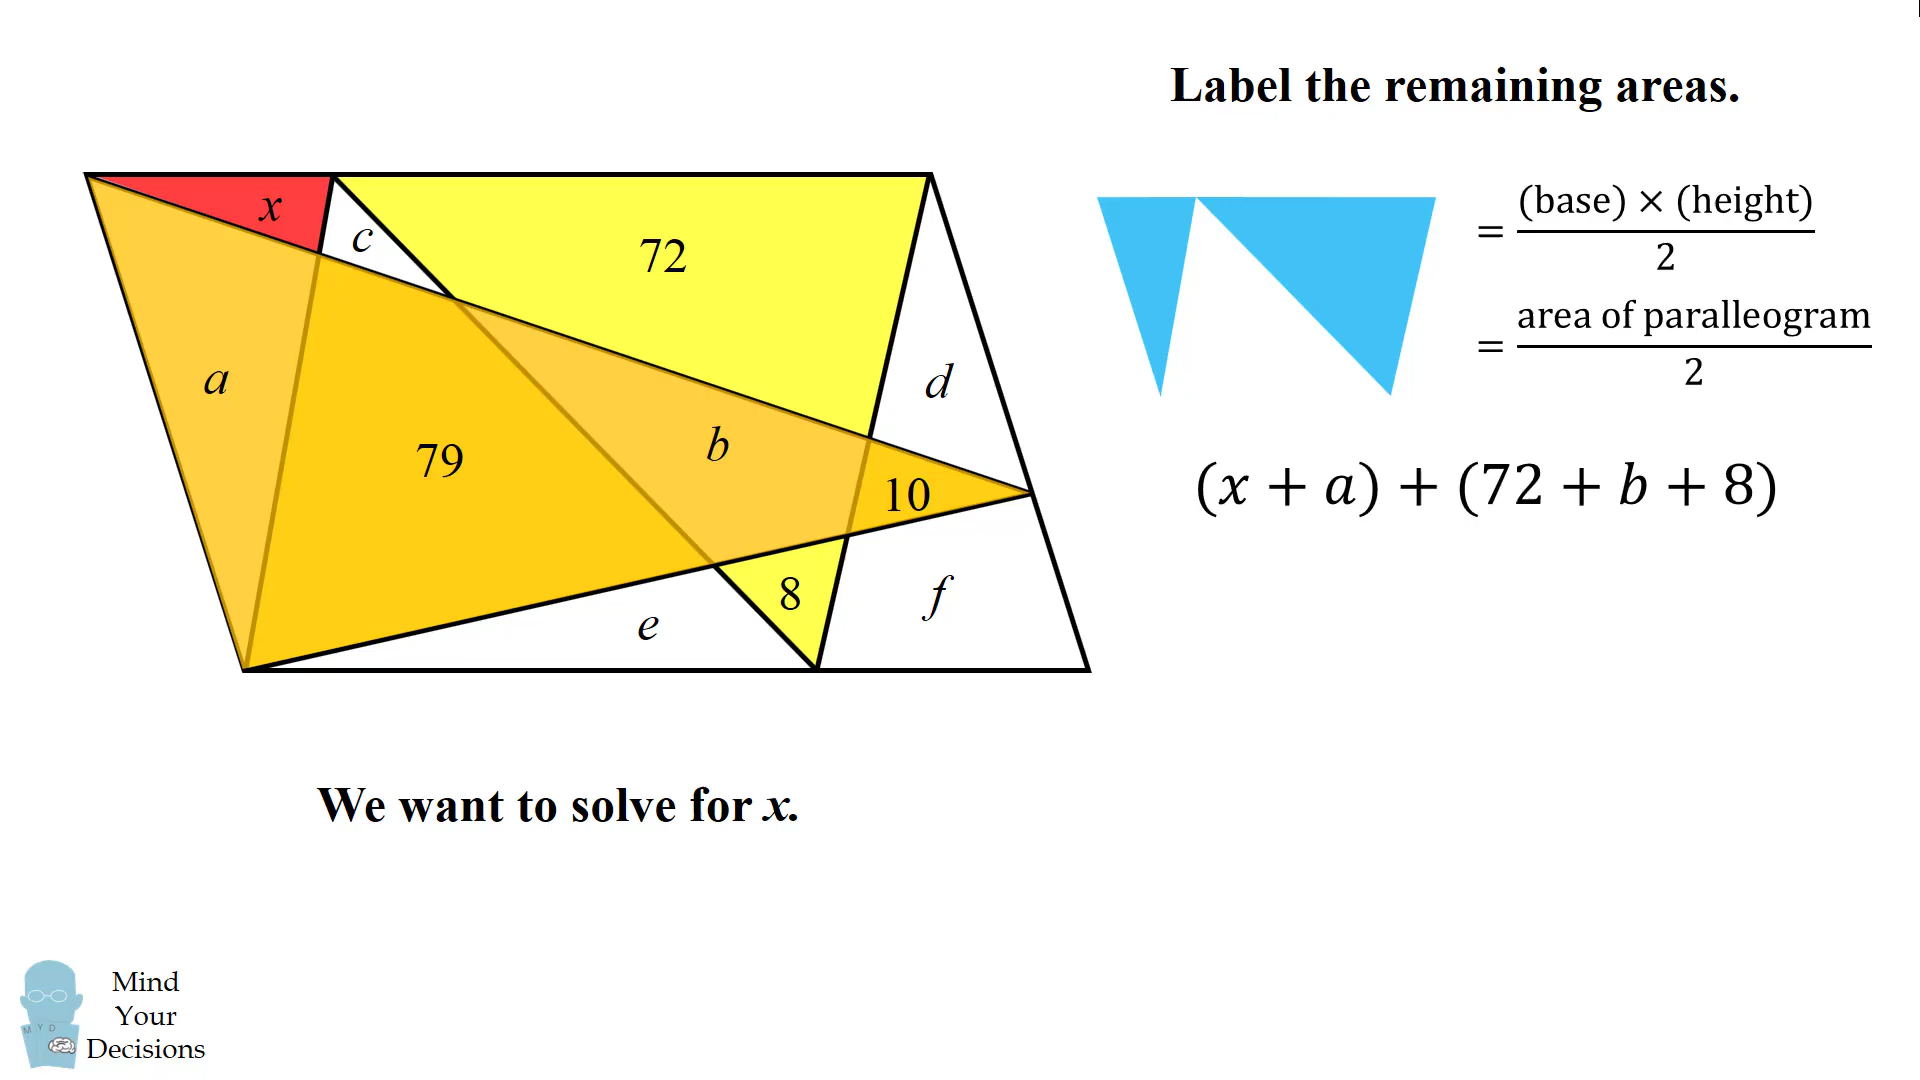 Label the remaining areas.
x
c
72
= (base) × (height) / 2
= area of paralleogram / 2
a
d
79
b
10
(x + a) + (72 + b + 8)
8
f
e
We want to solve for x.
M Y D
Mind
Your
Decisions